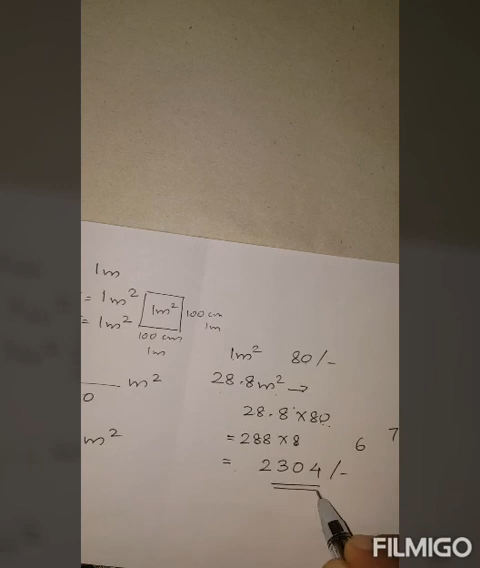 1m
= 1m² 1m² 100 cm
= 1m² 1m
100 cm
1m
m²
0
m²
1m² 80/-
28.8m² →
28.8 × 80
= 288 × 8
= 2304/-
6 7
FILMIGO